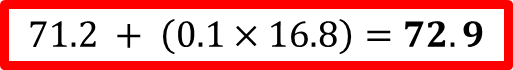 71.2 + (0.1 × 16.8) = 72.9